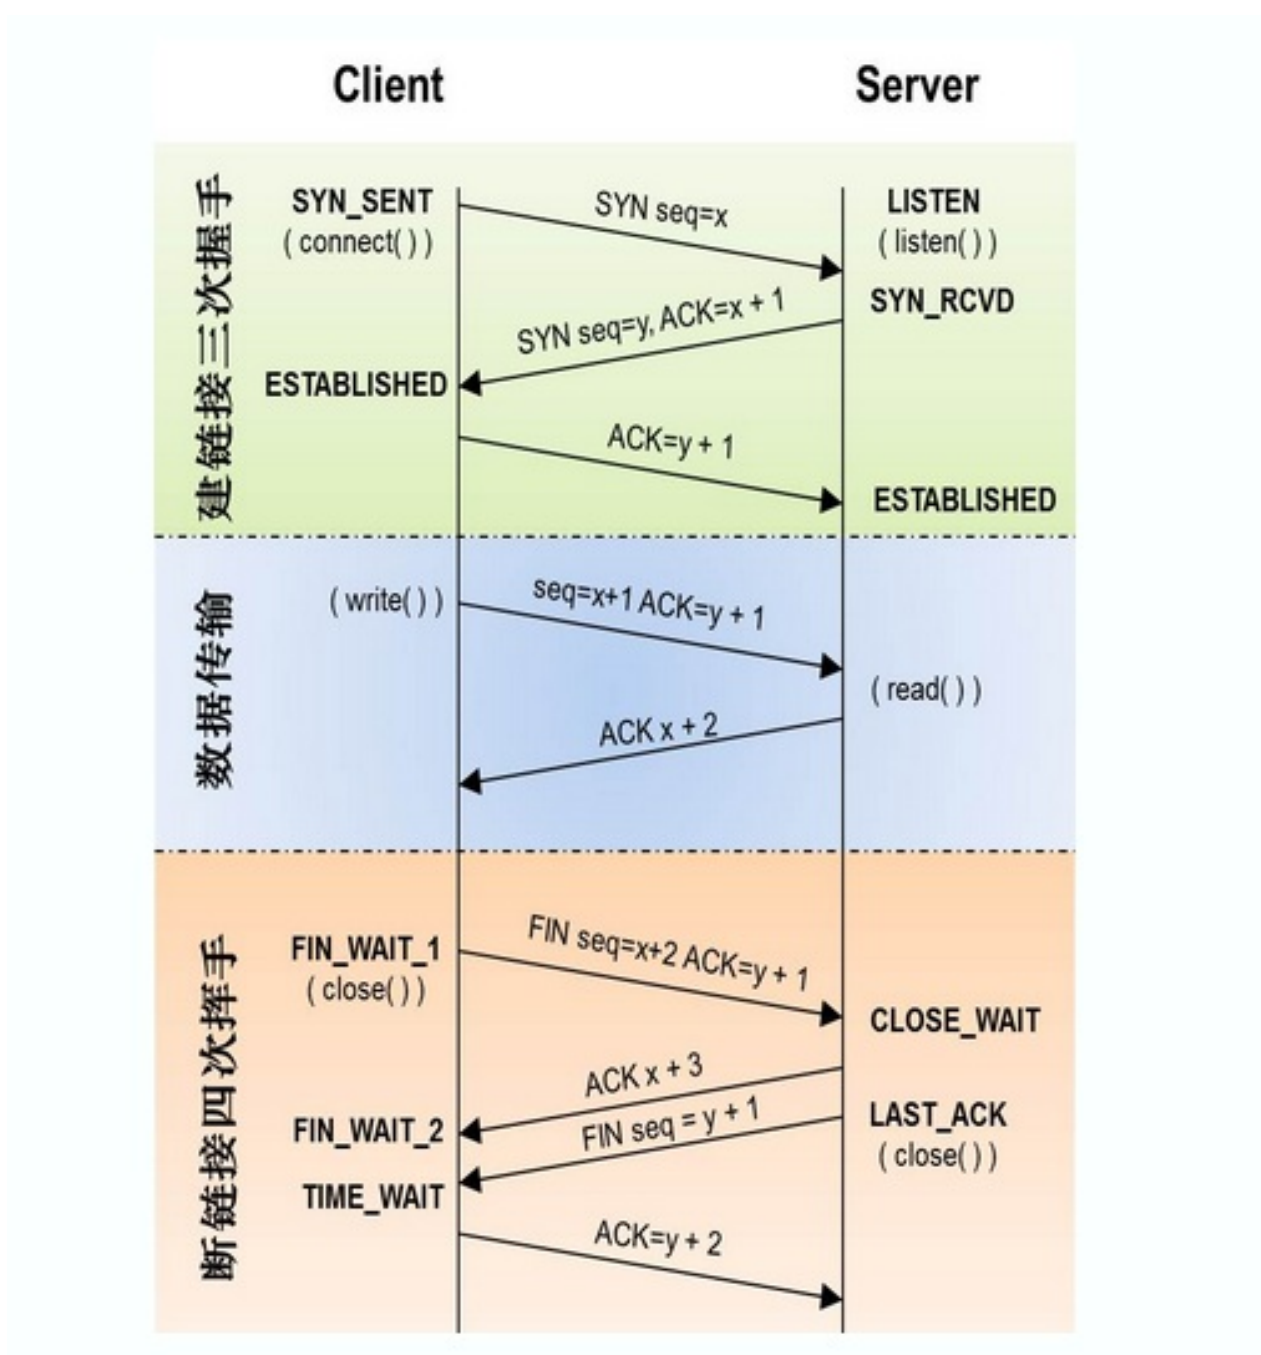 Client
Server
建链接三次握手
SYN_SENT
( connect( ) )
SYN seq=x
LISTEN
( listen( ) )
SYN_RCVD
SYN seq=y, ACK=x + 1
ESTABLISHED
ACK=y + 1
ESTABLISHED
数据传输
( write( ) )
seq=x+1 ACK=y + 1
( read( ) )
ACK x + 2
断链接四次挥手
FIN_WAIT_1
( close( ) )
FIN seq=x+2 ACK=y + 1
CLOSE_WAIT
ACK x + 3
FIN_WAIT_2
FIN seq = y + 1
LAST_ACK
( close( ) )
TIME_WAIT
ACK=y + 2